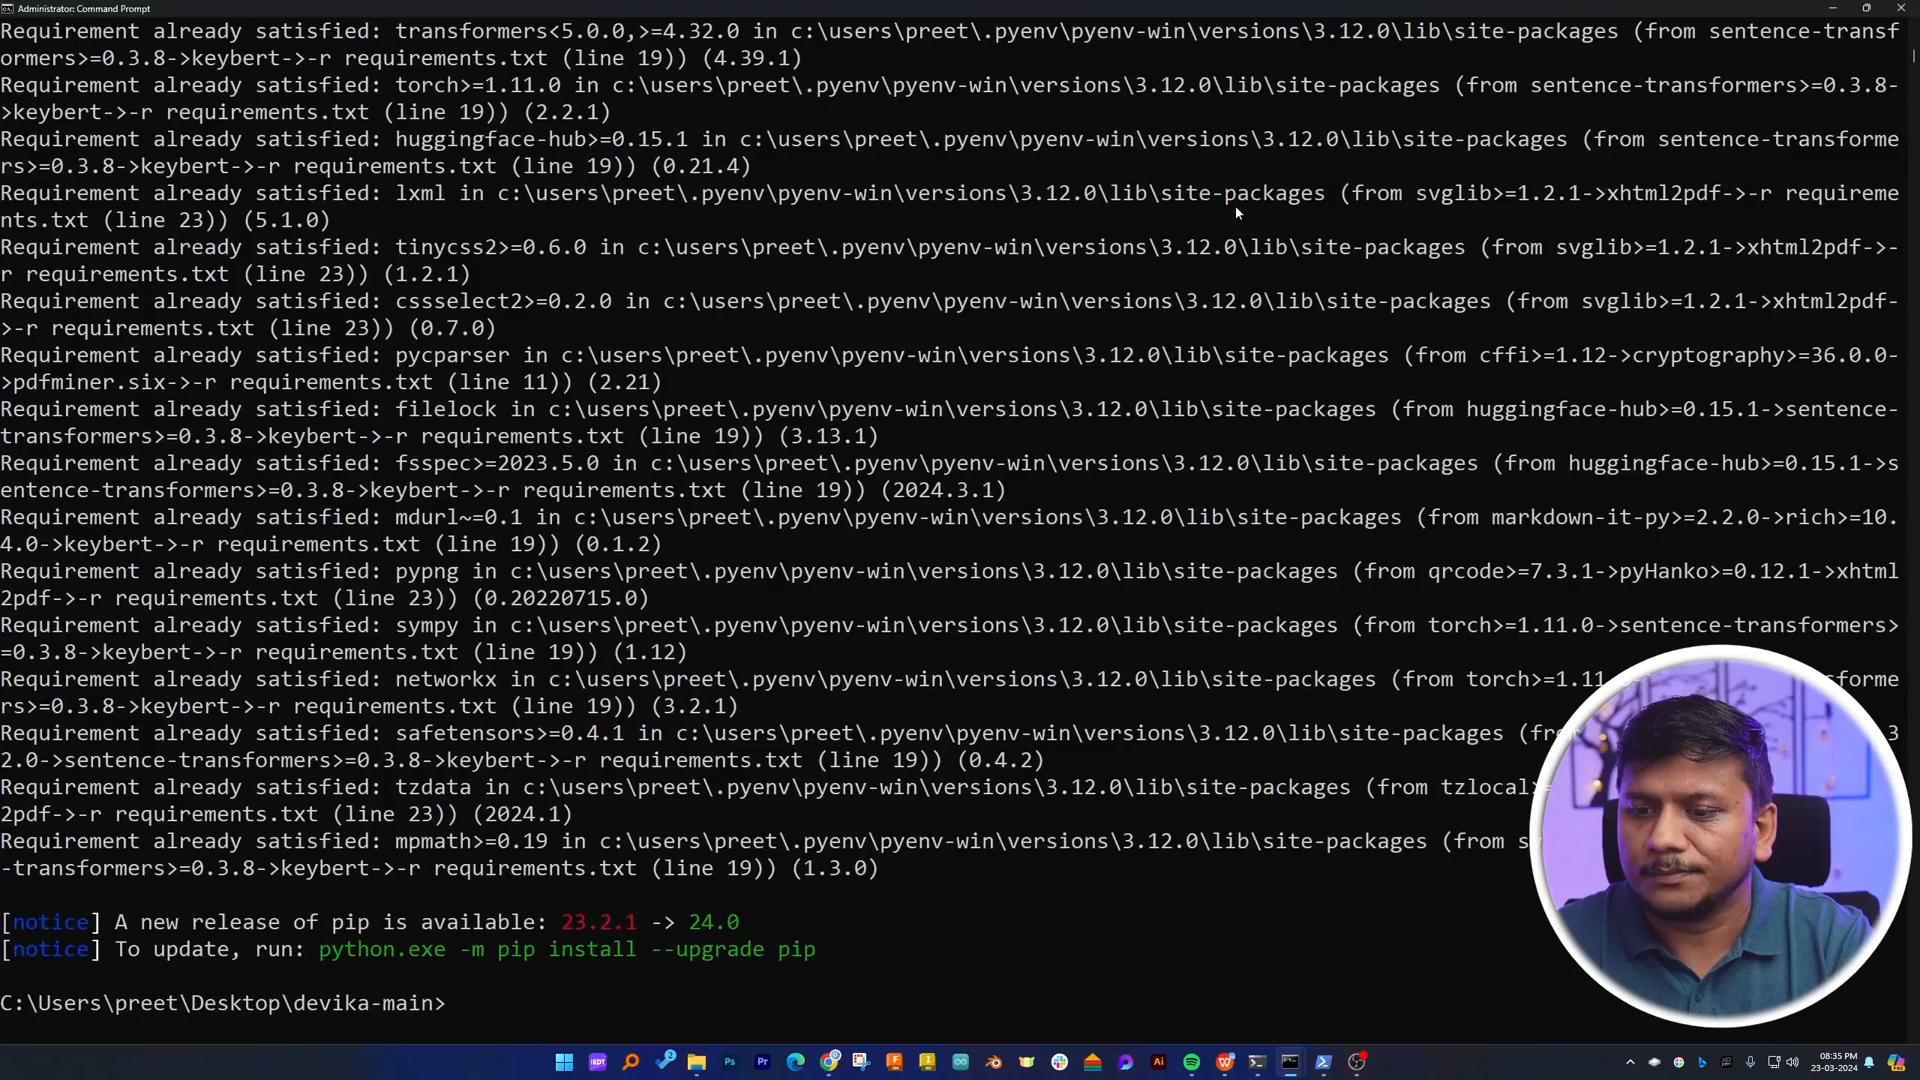 Administrator: Command Prompt
Requirement already satisfied: transformers<5.0.0,>=4.32.0 in c:\users\preet\.pyenv\pyenv-win\versions\3.12.0\lib\site-packages (from sentence-transf
ormers>=0.3.8->keybert->-r requirements.txt (line 19)) (4.39.1)
Requirement already satisfied: torch>=1.11.0 in c:\users\preet\.pyenv\pyenv-win\versions\3.12.0\lib\site-packages (from sentence-transformers>=0.3.8-
>keybert->-r requirements.txt (line 19)) (2.2.1)
Requirement already satisfied: huggingface-hub>=0.15.1 in c:\users\preet\.pyenv\pyenv-win\versions\3.12.0\lib\site-packages (from sentence-transforme
rs>=0.3.8->keybert->-r requirements.txt (line 19)) (0.21.4)
Requirement already satisfied: lxml in c:\users\preet\.pyenv\pyenv-win\versions\3.12.0\lib\site-packages (from svglib>=1.2.1->xhtml2pdf->-r requireme
nts.txt (line 23)) (5.1.0)
Requirement already satisfied: tinycss2>=0.6.0 in c:\users\preet\.pyenv\pyenv-win\versions\3.12.0\lib\site-packages (from svglib>=1.2.1->xhtml2pdf->-
r requirements.txt (line 23)) (1.2.1)
Requirement already satisfied: cssselect2>=0.2.0 in c:\users\preet\.pyenv\pyenv-win\versions\3.12.0\lib\site-packages (from svglib>=1.2.1->xhtml2pdf-
>-r requirements.txt (line 23)) (0.7.0)
Requirement already satisfied: pycparser in c:\users\preet\.pyenv\pyenv-win\versions\3.12.0\lib\site-packages (from cffi>=1.12->cryptography>=36.0.0-
>pdfminer.six->-r requirements.txt (line 11)) (2.21)
Requirement already satisfied: filelock in c:\users\preet\.pyenv\pyenv-win\versions\3.12.0\lib\site-packages (from huggingface-hub>=0.15.1->sentence-
transformers>=0.3.8->keybert->-r requirements.txt (line 19)) (3.13.1)
Requirement already satisfied: fsspec>=2023.5.0 in c:\users\preet\.pyenv\pyenv-win\versions\3.12.0\lib\site-packages (from huggingface-hub>=0.15.1->s
entence-transformers>=0.3.8->keybert->-r requirements.txt (line 19)) (2024.3.1)
Requirement already satisfied: mdurl~=0.1 in c:\users\preet\.pyenv\pyenv-win\versions\3.12.0\lib\site-packages (from markdown-it-py>=2.2.0->rich>=10.
4.0->keybert->-r requirements.txt (line 19)) (0.1.2)
Requirement already satisfied: pypng in c:\users\preet\.pyenv\pyenv-win\versions\3.12.0\lib\site-packages (from qrcode>=7.3.1->pyHanko>=0.12.1->xhtml
2pdf->-r requirements.txt (line 23)) (0.20220715.0)
Requirement already satisfied: sympy in c:\users\preet\.pyenv\pyenv-win\versions\3.12.0\lib\site-packages (from torch>=1.11.0->sentence-transformers>
=0.3.8->keybert->-r requirements.txt (line 19)) (1.12)
Requirement already satisfied: networkx in c:\users\preet\.pyenv\pyenv-win\versions\3.12.0\lib\site-packages (from torch>=1.11 forme
rs>=0.3.8->keybert->-r requirements.txt (line 19)) (3.2.1)
Requirement already satisfied: safetensors>=0.4.1 in c:\users\preet\.pyenv\pyenv-win\versions\3.12.0\lib\site-packages (fro 3
2.0->sentence-transformers>=0.3.8->keybert->-r requirements.txt (line 19)) (0.4.2)
Requirement already satisfied: tzdata in c:\users\preet\.pyenv\pyenv-win\versions\3.12.0\lib\site-packages (from tzlocal>=
2pdf->-r requirements.txt (line 23)) (2024.1)
Requirement already satisfied: mpmath>=0.19 in c:\users\preet\.pyenv\pyenv-win\versions\3.12.0\lib\site-packages (from s
-transformers>=0.3.8->keybert->-r requirements.txt (line 19)) (1.3.0)
[notice] A new release of pip is available: 23.2.1 -> 24.0
[notice] To update, run: python.exe -m pip install --upgrade pip
C:\Users\preet\Desktop\devika-main>
08:35 PM
23-03-2024